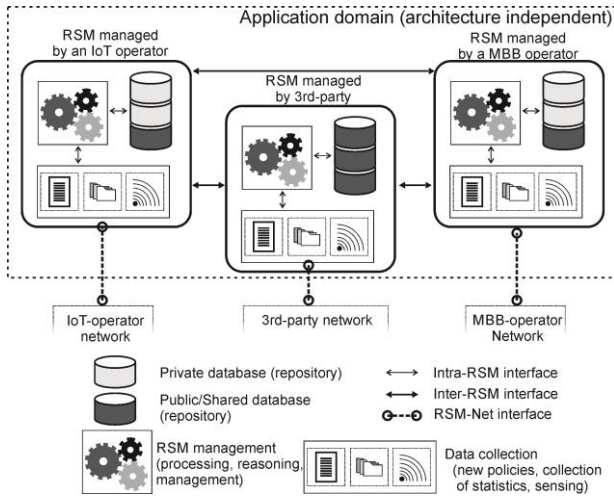 Application domain (architecture independent)
RSM managed
by an IoT operator
RSM managed
by 3rd-party
RSM managed
by a MBB operator
IoT-operator
network
3rd-party network
MBB-operator
Network
Private database (repository)
Public/Shared database
(repository)
RSM management
(processing, reasoning,
management)
Intra-RSM interface
Inter-RSM interface
RSM-Net interface
Data collection
(new policies, collection
of statistics, sensing)